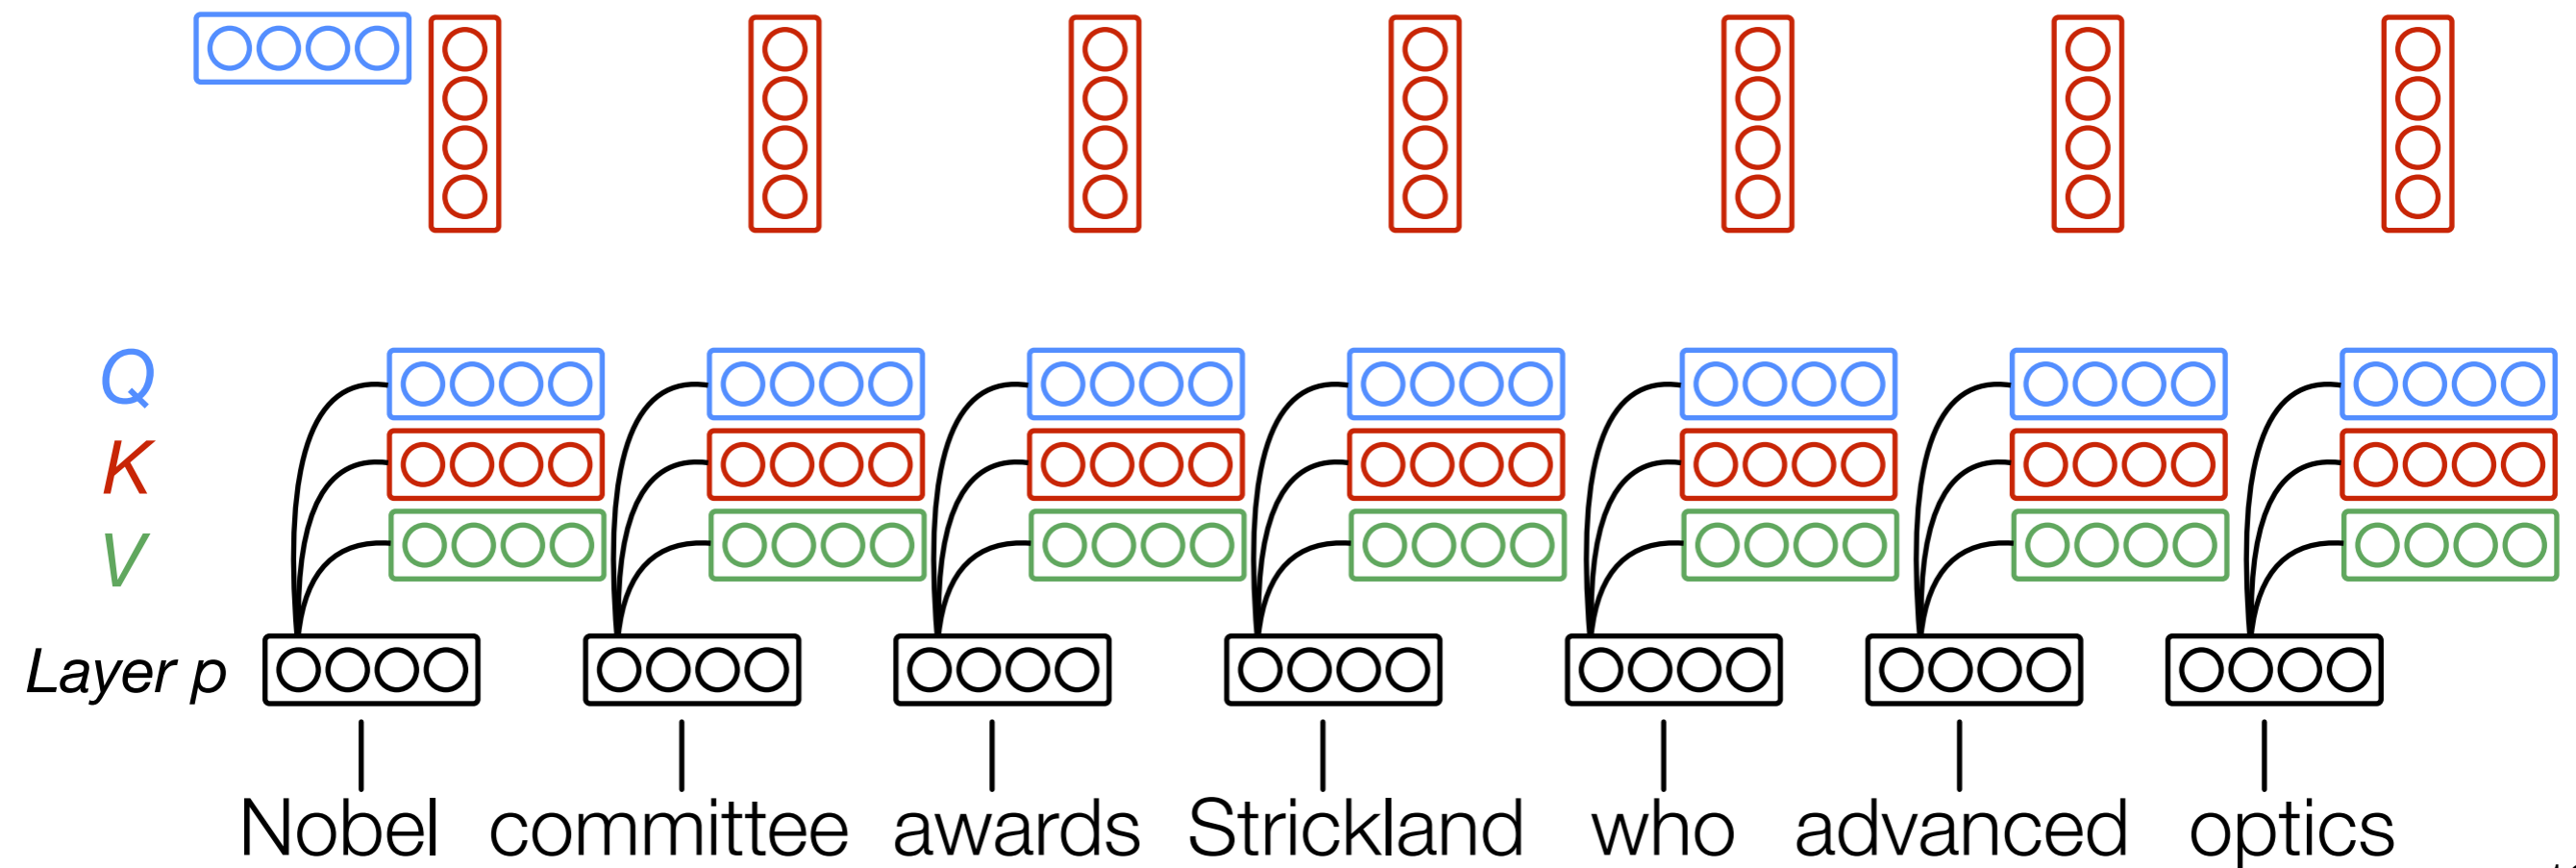 Q
K
V
Layer p
Nobel committee awards Strickland who advanced optics